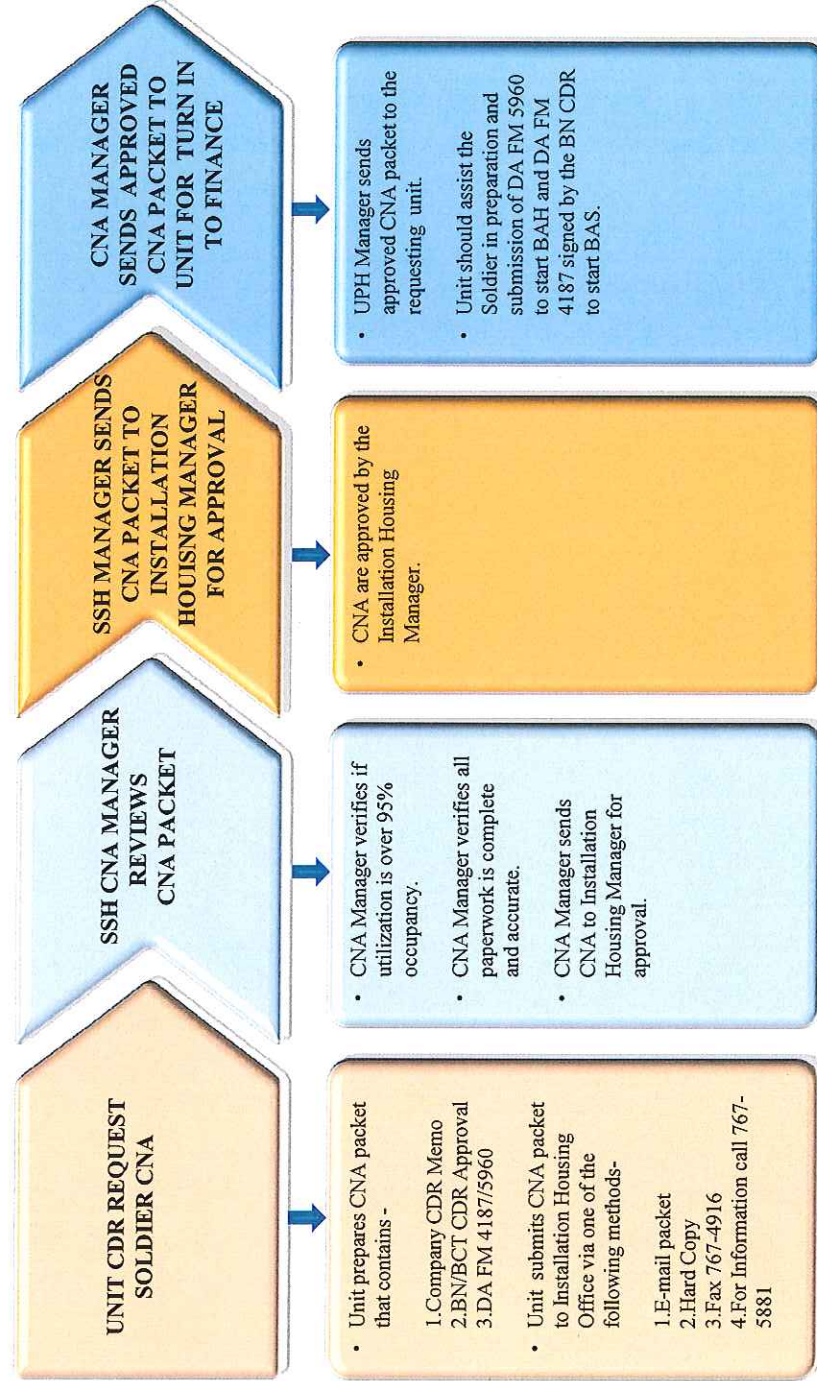 UNIT CDR REQUEST
SOLDIER CNA
• Unit prepares CNA packet
that contains -
1.Company CDR Memo
2.BN/BCT CDR Approval
3.DA FM 4187/5960
• Unit submits CNA packet
to Installation Housing
Office via one of the
following methods-
1.E-mail packet
2.Hard Copy
3.Fax 767-4916
4.For Information call 767-
5881
SSH CNA MANAGER
REVIEWS
CNA PACKET
• CNA Manager verifies if
utilization is over 95%
occupancy.
• CNA Manager verifies all
paperwork is complete
and accurate.
• CNA Manager sends
CNA to Installation
Housing Manager for
approval.
SSH MANAGER SENDS
CNA PACKET TO
INSTALLATION
HOUISNG MANAGER
FOR APPROVAL
• CNA are approved by the
Installation Housing
Manager.
CNA MANAGER
SENDS APPROVED
CNA PACKET TO
UNIT FOR TURN IN
TO FINANCE
• UPH Manager sends
approved CNA packet to the
requesting unit.
• Unit should assist the
Soldier in preparation and
submission of DA FM 5960
to start BAH and DA FM
4187 signed by the BN CDR
to start BAS.